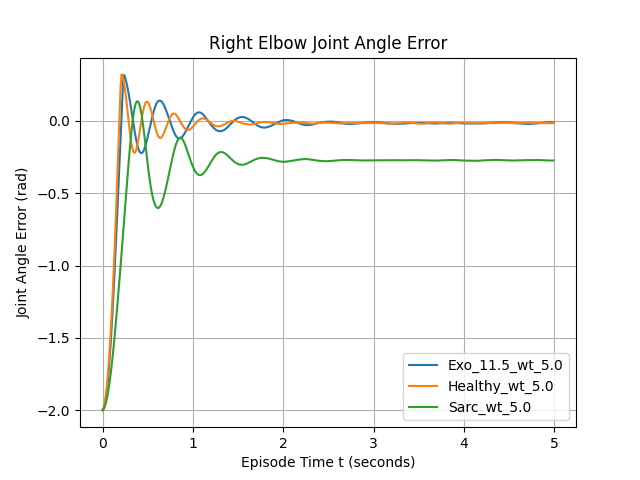 Right Elbow Joint Angle Error
Joint Angle Error (rad)
0.0
−0.5
−1.0
−1.5
−2.0
0 1 2 3 4 5
Episode Time t (seconds)
Exo_11.5_wt_5.0
Healthy_wt_5.0
Sarc_wt_5.0